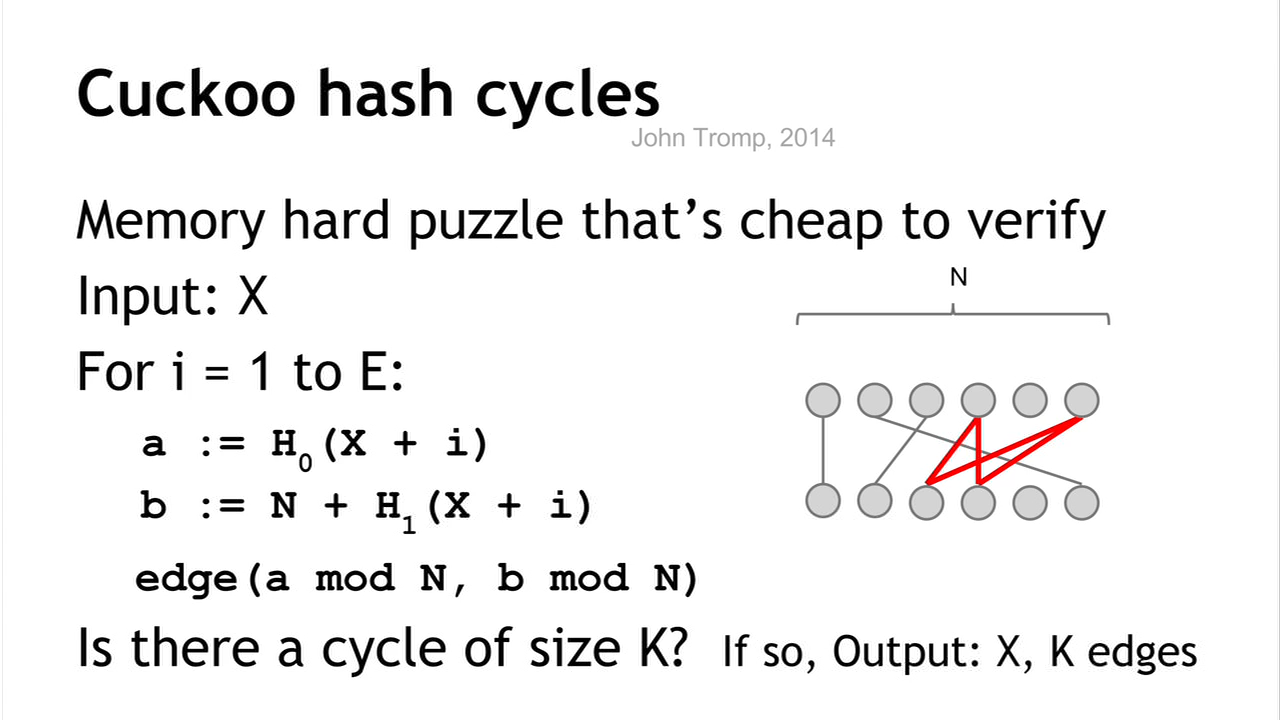 Cuckoo hash cycles
John Tromp, 2014
Memory hard puzzle that's cheap to verify
Input: X
N
For i = 1 to E:
a := H0(X + i)
b := N + H1(X + i)
edge(a mod N, b mod N)
Is there a cycle of size K? If so, Output: X, K edges